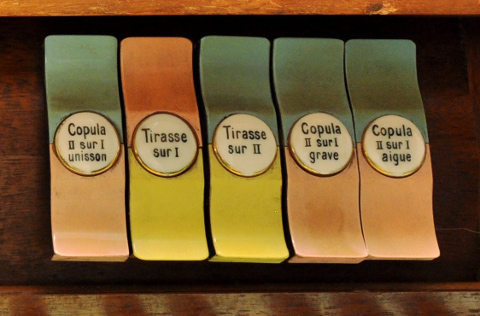 Copula
II sur I
unisson
Tirasse
sur I
Tirasse
sur II
Copula
II sur I
grave
Copula
II sur I
aigue